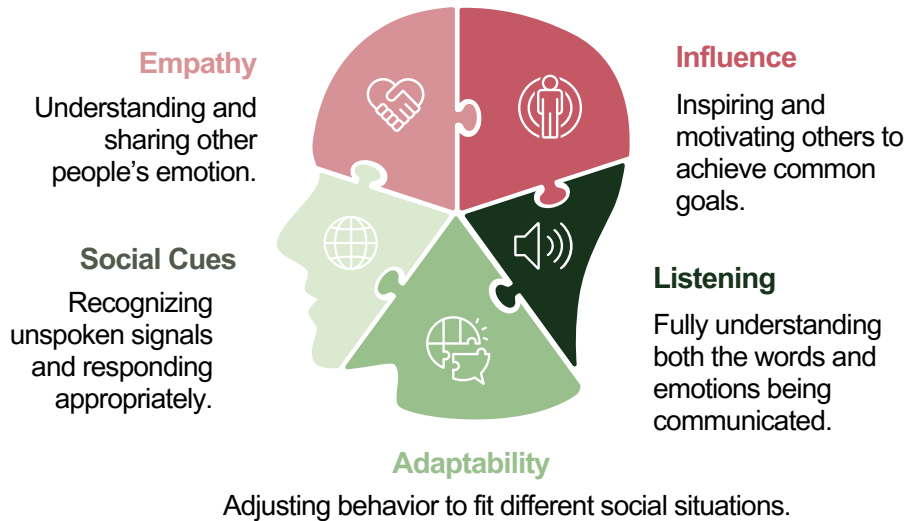 Empathy
Understanding and
sharing other
people's emotion.
Influence
Inspiring and
motivating others to
achieve common
goals.
Social Cues
Recognizing
unspoken signals
and responding
appropriately.
Listening
Fully understanding
both the words and
emotions being
communicated.
Adaptability
Adjusting behavior to fit different social situations.